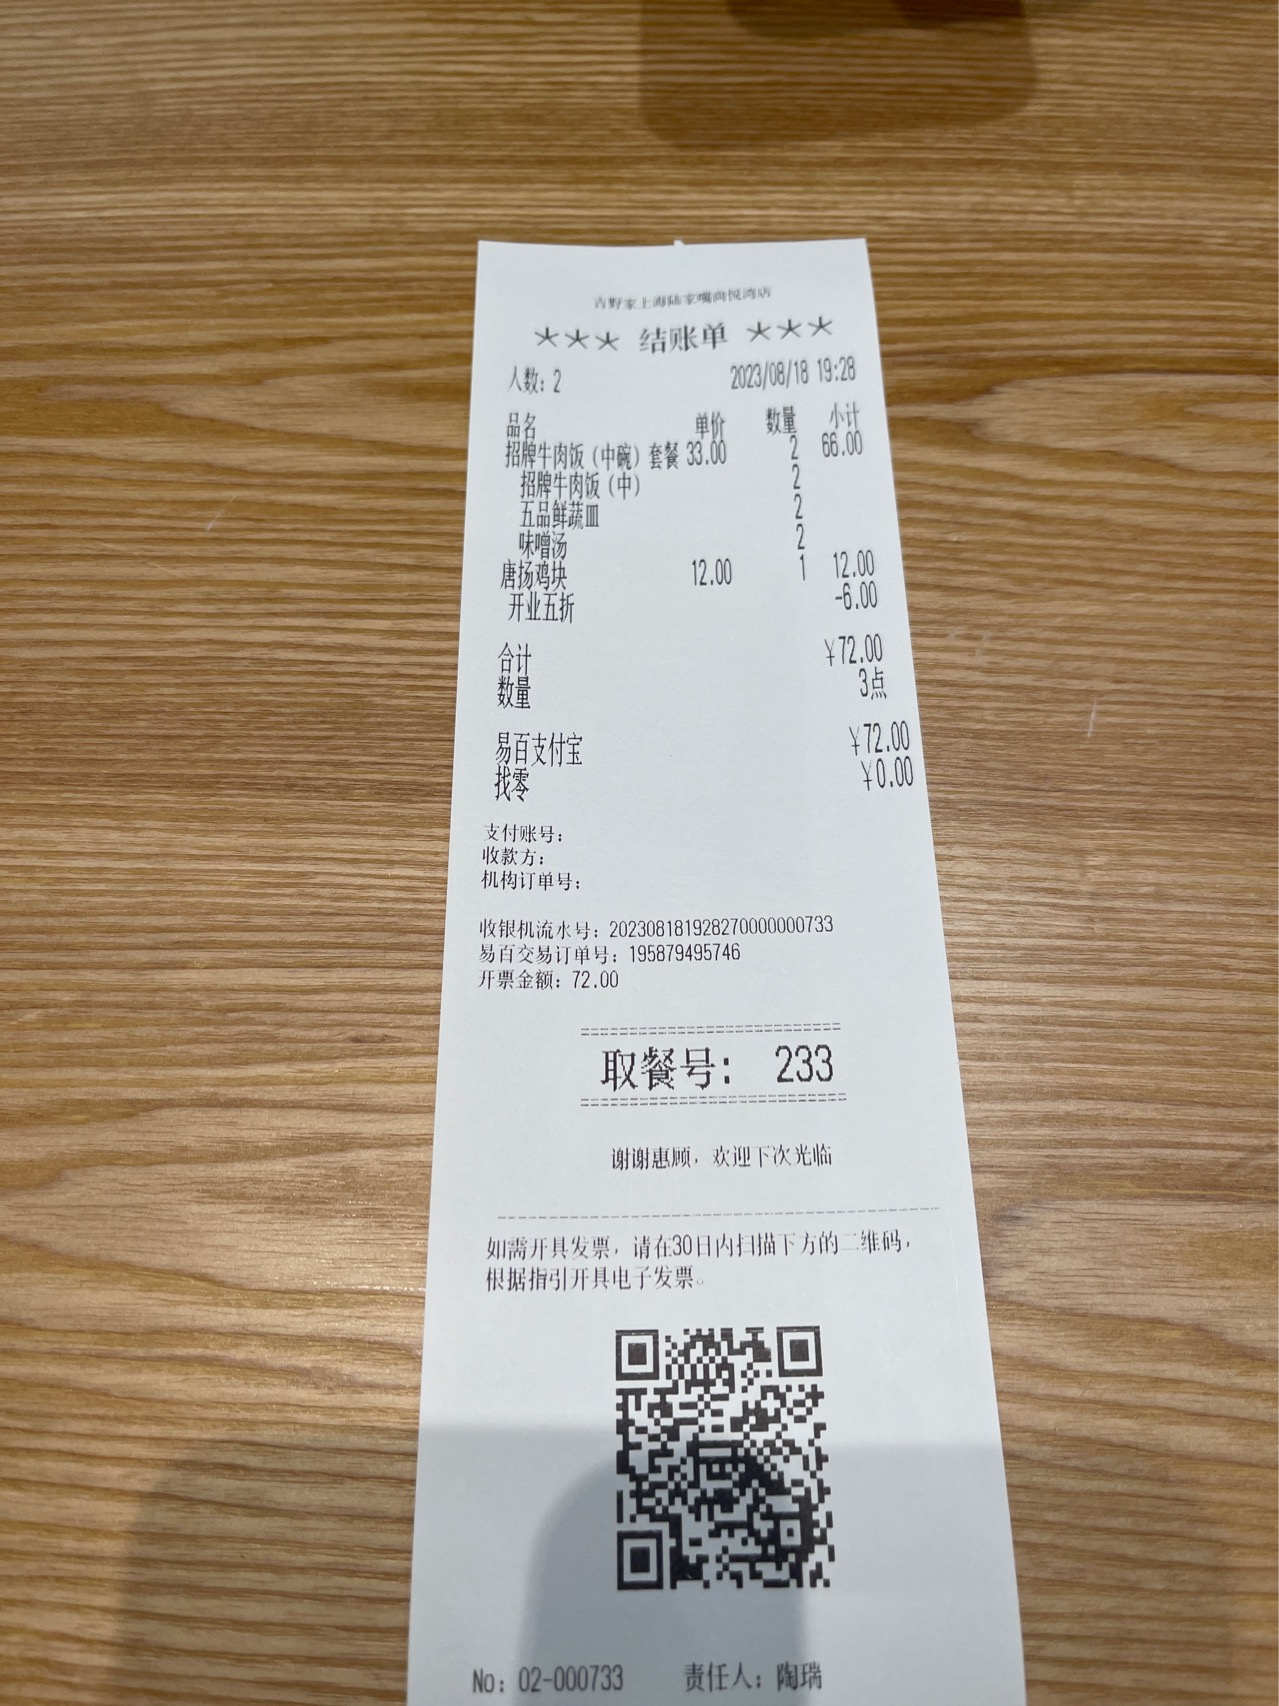 吉野家上海陆家嘴尚悦湾店
*** 结账单 ***
人数: 2 2023/08/18 19:28
品名 单价 数量 小计
招牌牛肉饭（中碗）套餐 33.00 2 66.00
招牌牛肉饭（中） 2
五品鲜蔬皿 2
味噌汤 2
唐扬鸡块 12.00 1 12.00
开业五折 -6.00
合计 ¥72.00
数量 3点
易百支付宝 ¥72.00
找零 ¥0.00
支付账号:
收款方:
机构订单号:
收银机流水号: 202308181928270000000733
易百交易订单号: 195879495746
开票金额: 72.00
取餐号: 233
谢谢惠顾，欢迎下次光临
如需开具发票，请在30日内扫描下方的二维码，
根据指引开具电子发票。
No: 02-000733 责任人: 陶瑞